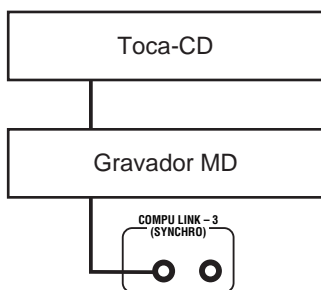 Toca-CD
Gravador MD
COMPU LINK – 3
(SYNCHRO)